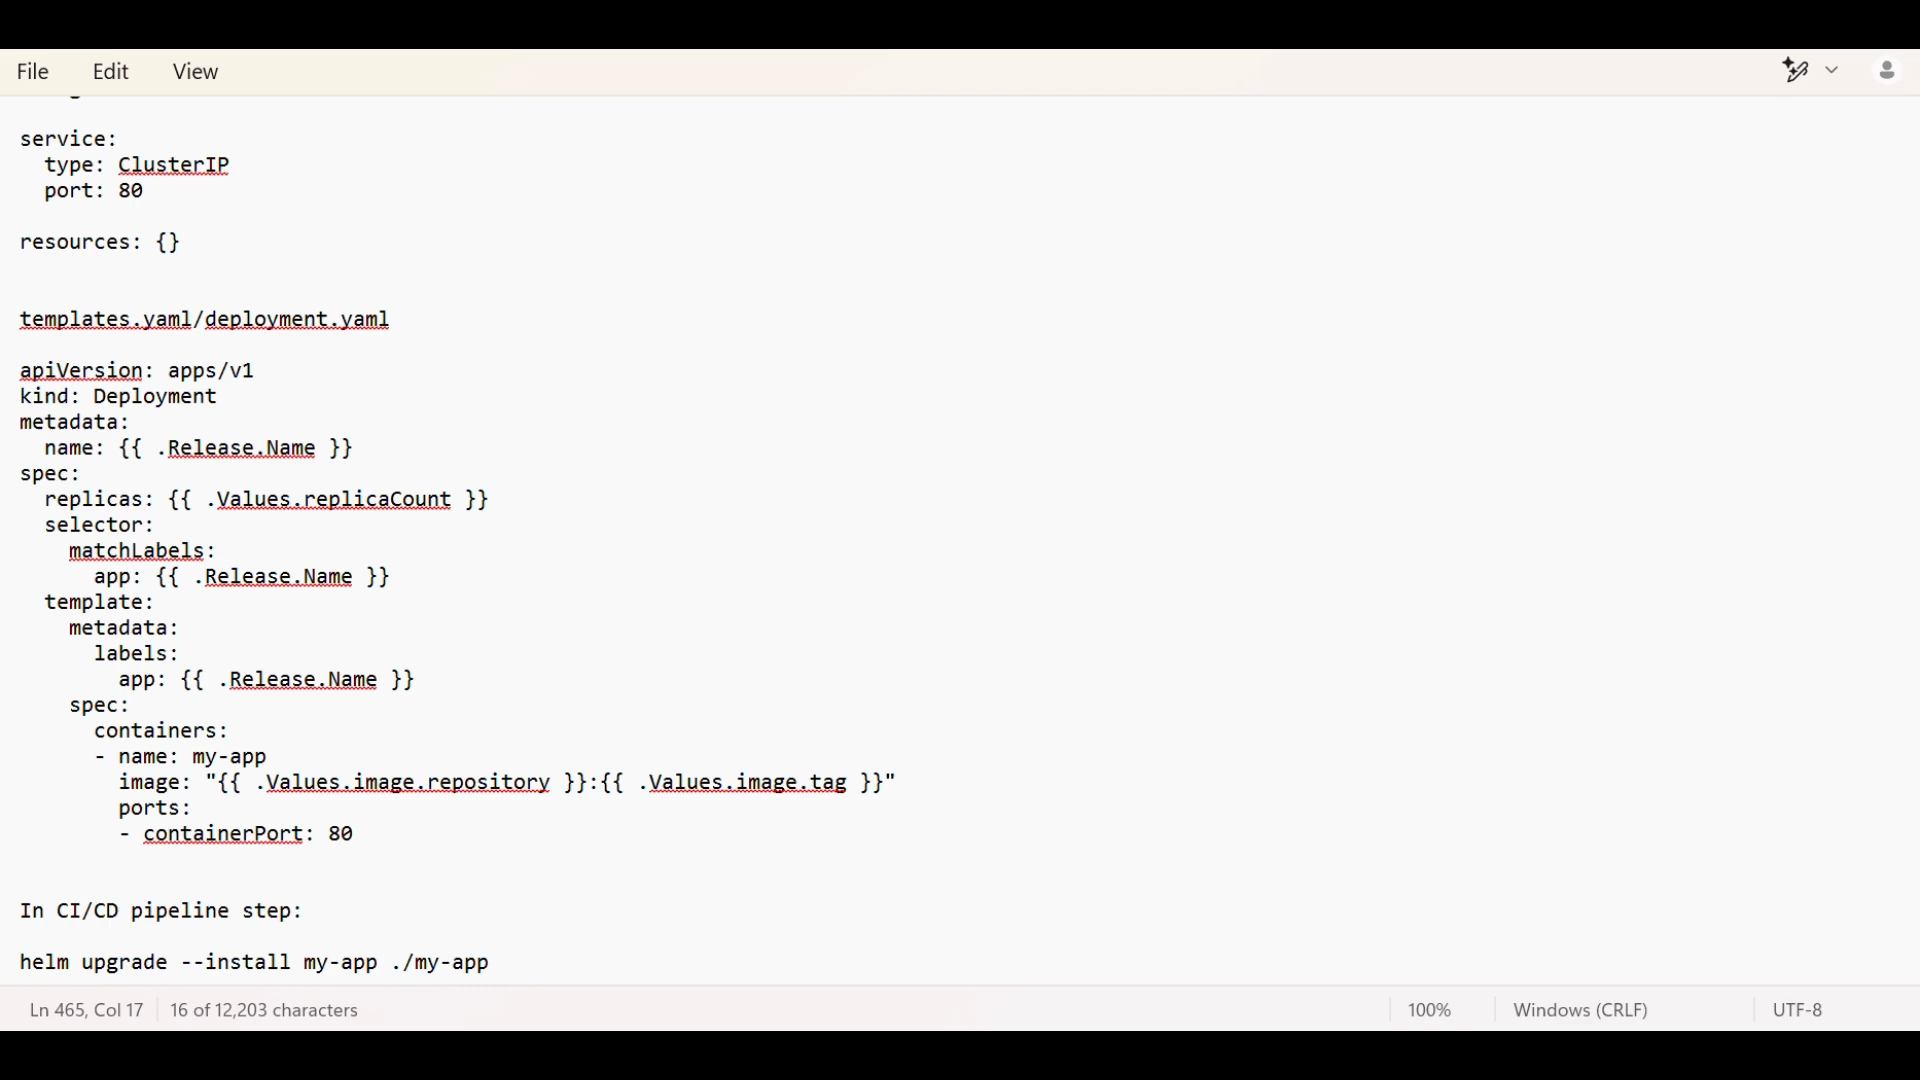 File Edit View
service:
  type: ClusterIP
  port: 80
resources: {}
templates.yaml/deployment.yaml
apiVersion: apps/v1
kind: Deployment
metadata:
  name: {{ .Release.Name }}
spec:
  replicas: {{ .Values.replicaCount }}
  selector:
    matchLabels:
      app: {{ .Release.Name }}
  template:
    metadata:
      labels:
        app: {{ .Release.Name }}
    spec:
      containers:
      - name: my-app
        image: "{{ .Values.image.repository }}:{{ .Values.image.tag }}"
        ports:
        - containerPort: 80
In CI/CD pipeline step:
helm upgrade --install my-app ./my-app
Ln 465, Col 17 16 of 12,203 characters 100% Windows (CRLF) UTF-8